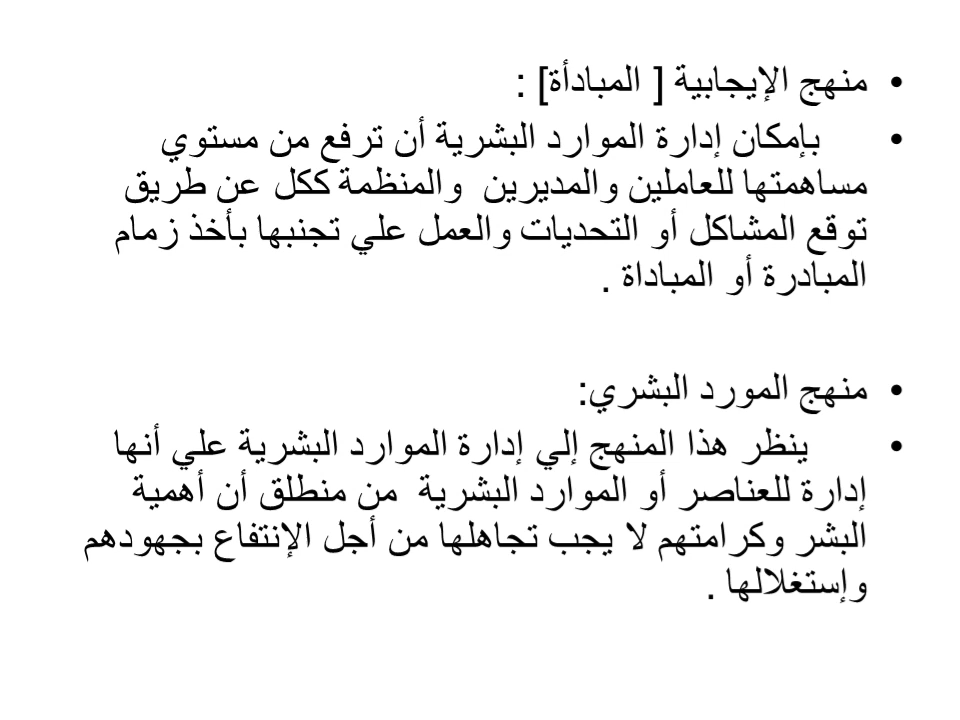 • منهج الإيجابية [ المبادأة] :
• بإمكان إدارة الموارد البشرية أن ترفع من مستوي
مساهمتها للعاملين والمديرين والمنظمة ككل عن طريق
توقع المشاكل أو التحديات والعمل علي تجنبها بأخذ زمام
المبادرة أو المباداة .
• منهج المورد البشري:
• ينظر هذا المنهج إلي إدارة الموارد البشرية علي أنها
إدارة للعناصر أو الموارد البشرية من منطلق أن أهمية
البشر وكرامتهم لا يجب تجاهلها من أجل الإنتفاع بجهودهم
وإستغلالها .